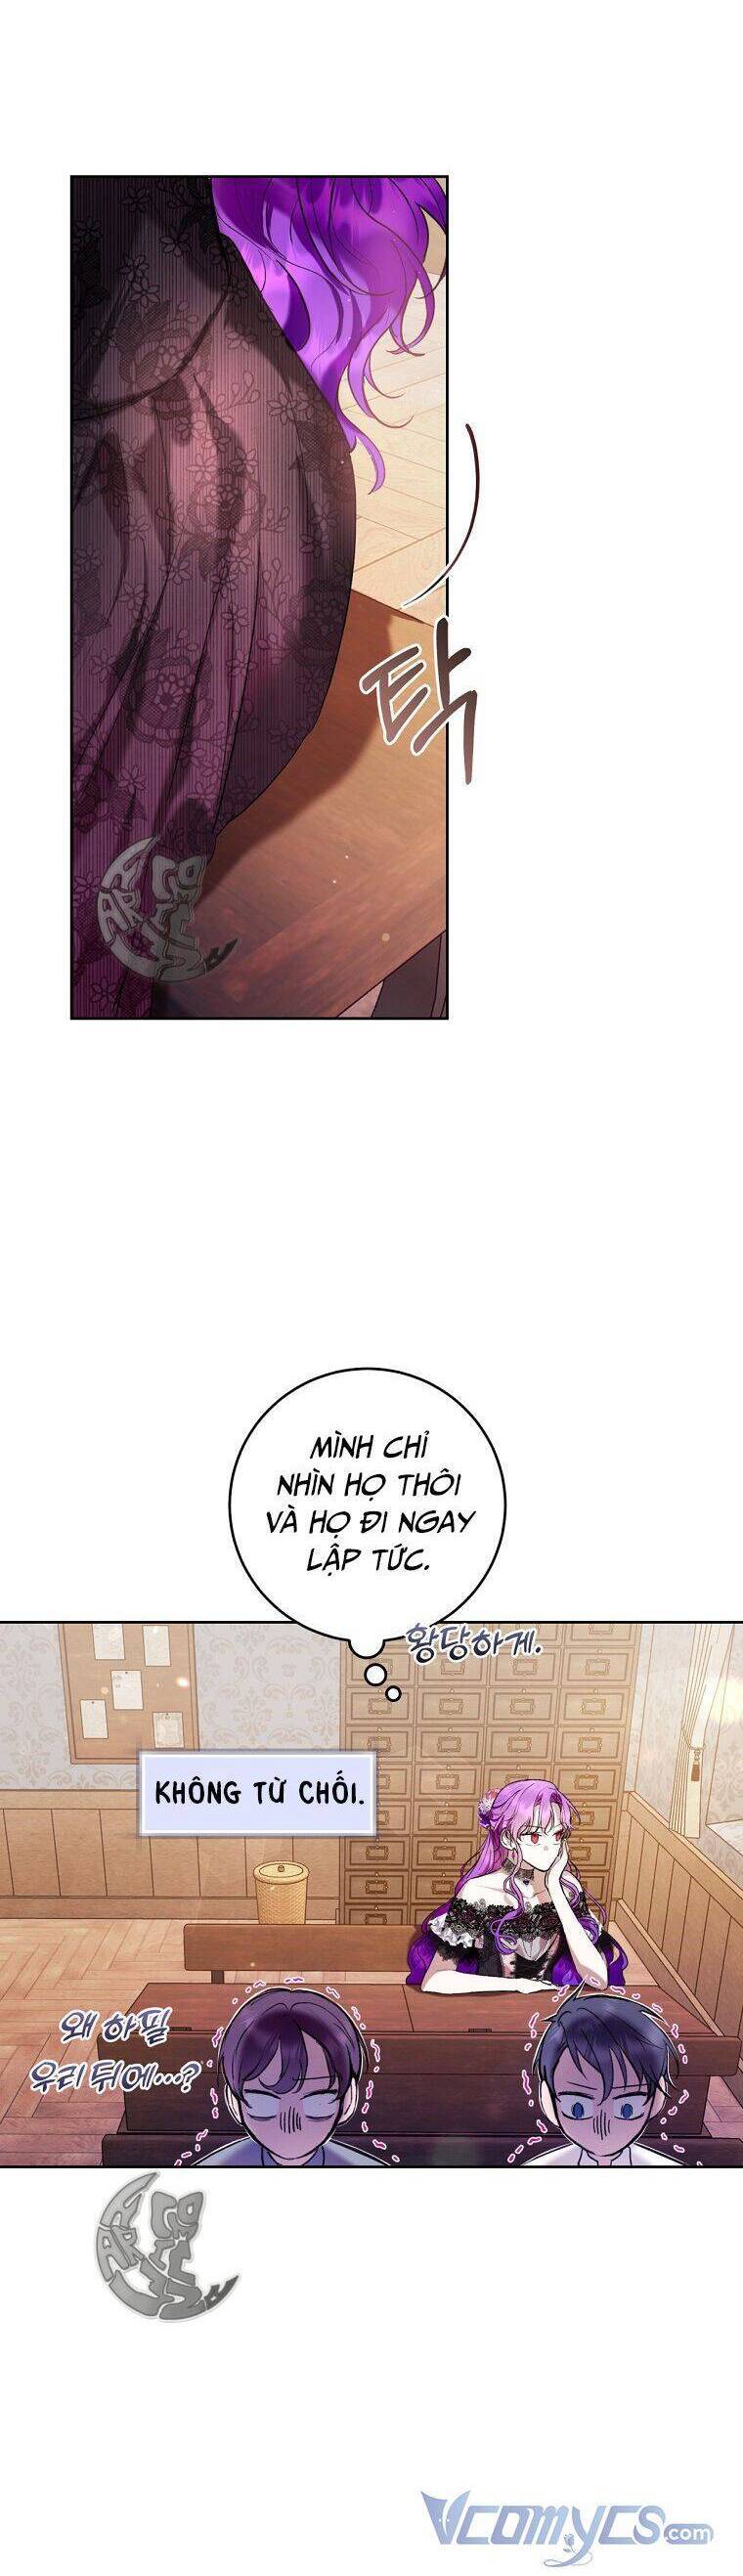 탁
MÌNH CHỈ
NHÌN HỌ THÔI
VÀ HỌ ĐI NGAY
LẬP TỨC.
황당하게.
KHÔNG TỪ CHỐI.
왜 하필
우리 뒤에...?
VCOMYCS.com